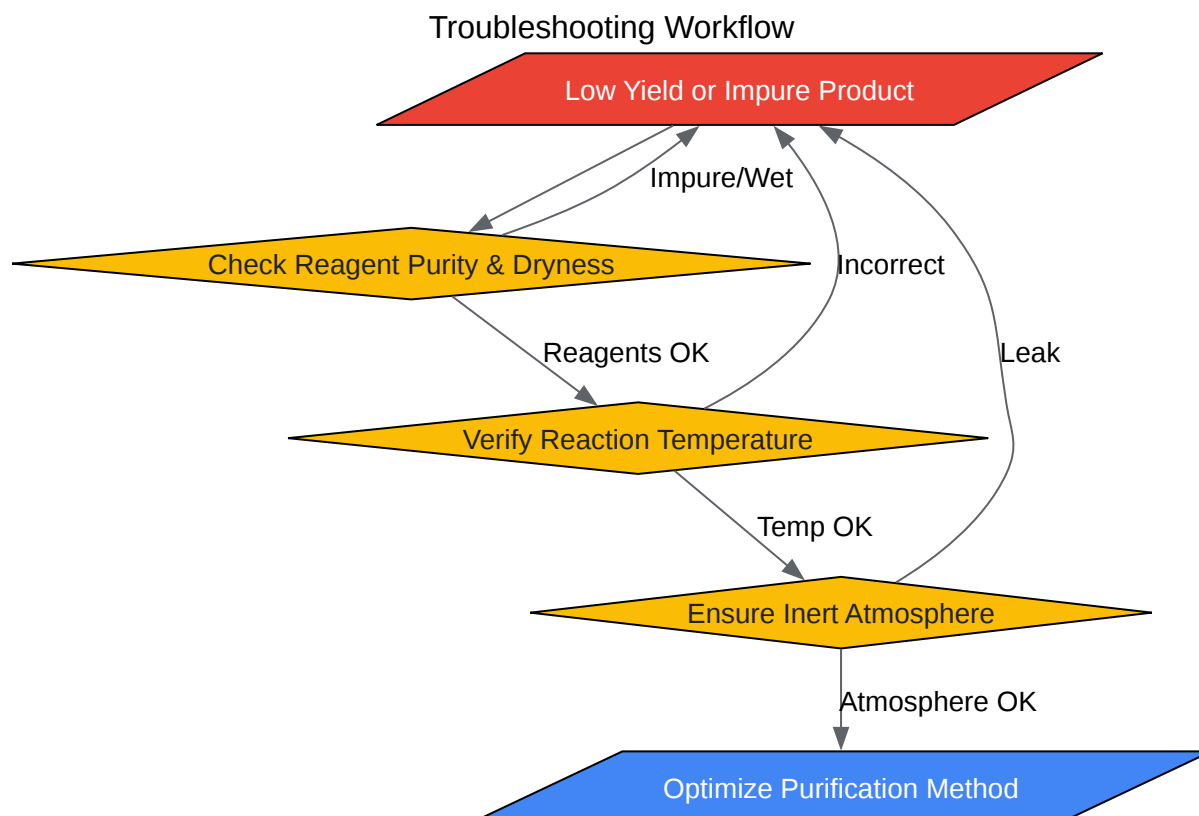 Troubleshooting Workflow
Low Yield or Impure Product
Impure/Wet
Check Reagent Purity & Dryness
Incorrect
Reagents OK
Leak
Verify Reaction Temperature
Temp OK
Ensure Inert Atmosphere
Atmosphere OK
Optimize Purification Method